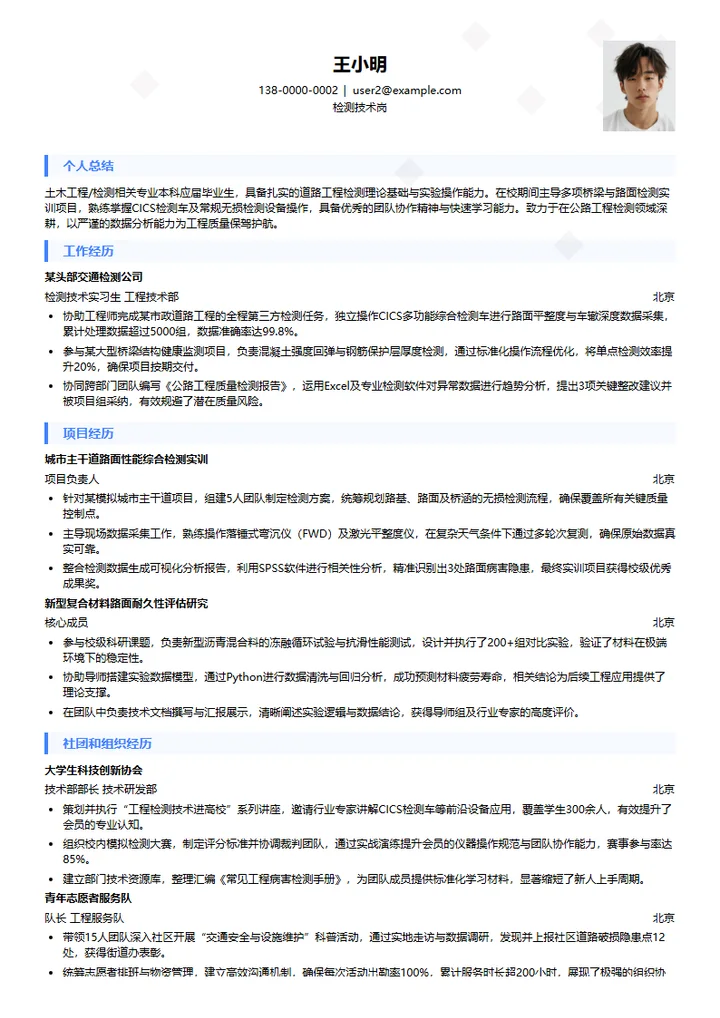 王小明
138-0000-0002 | user2@example.com
检测技术岗
个人总结
土木工程/检测相关专业本科应届毕业生，具备扎实的道路工程检测理论基础与实验操作能力。在校期间主导多项桥梁与路面检测实
训项目，熟练掌握CICS检测车及常规无损检测设备操作，具备优秀的团队协作精神与快速学习能力。致力于在公路工程检测领域深
耕，以严谨的数据分析能力为工程质量保驾护航。
工作经历
某头部交通检测公司
检测技术实习生 工程技术部 北京
• 协助工程师完成某市政道路工程的全程第三方检测任务，独立操作CICS多功能综合检测车进行路面平整度与车辙深度数据采集，
累计处理数据超过5000组，数据准确率达99.8%。
• 参与某大型桥梁结构健康监测项目，负责混凝土强度回弹与钢筋保护层厚度检测，通过标准化操作流程优化，将单点检测效率提
升20%，确保项目按期交付。
• 协同跨部门团队编写《公路工程质量检测报告》，运用Excel及专业检测软件对异常数据进行趋势分析，提出3项关键整改建议并
被项目组采纳，有效规避了潜在质量风险。
项目经历
城市主干道路面性能综合检测实训
项目负责人 北京
• 针对某模拟城市主干道项目，组建5人团队制定检测方案，统筹规划路基、路面及桥涵的无损检测流程，确保覆盖所有关键质量
控制点。
• 主导现场数据采集工作，熟练操作落锤式弯沉仪（FWD）及激光平整度仪，在复杂天气条件下通过多轮次复测，确保原始数据真
实可靠。
• 整合检测数据生成可视化分析报告，利用SPSS软件进行相关性分析，精准识别出3处路面病害隐患，最终实训项目获得校级优秀
成果奖。
新型复合材料路面耐久性评估研究
核心成员 北京
• 参与校级科研课题，负责新型沥青混合料的冻融循环试验与抗滑性能测试，设计并执行了200+组对比实验，验证了材料在极端
环境下的稳定性。
• 协助导师搭建实验数据模型，通过Python进行数据清洗与回归分析，成功预测材料疲劳寿命，相关结论为后续工程应用提供了
理论支撑。
• 在团队中负责技术文档撰写与汇报展示，清晰阐述实验逻辑与数据结论，获得导师组及行业专家的高度评价。
社团和组织经历
大学生科技创新协会
技术部部长 技术研发部 北京
• 策划并执行“工程检测技术进高校”系列讲座，邀请行业专家讲解CICS检测车等前沿设备应用，覆盖学生300余人，有效提升了
会员的专业认知。
• 组织校内模拟检测大赛，制定评分标准并协调裁判团队，通过实战演练提升会员的仪器操作规范与团队协作能力，赛事参与率达
85%。
• 建立部门技术资源库，整理汇编《常见工程病害检测手册》，为团队成员提供标准化学习材料，显著缩短了新人上手周期。
青年志愿者服务队
队长 工程服务队 北京
• 带领15人团队深入社区开展“交通安全与设施维护”科普活动，通过实地走访与数据调研，发现并上报社区道路破损隐患点12
处，获得街道办表彰。
• 统筹志愿者排班与物资管理，建立高效沟通机制，确保每次活动出勤率100%，累计服务时长超200小时，展现了极强的组织协